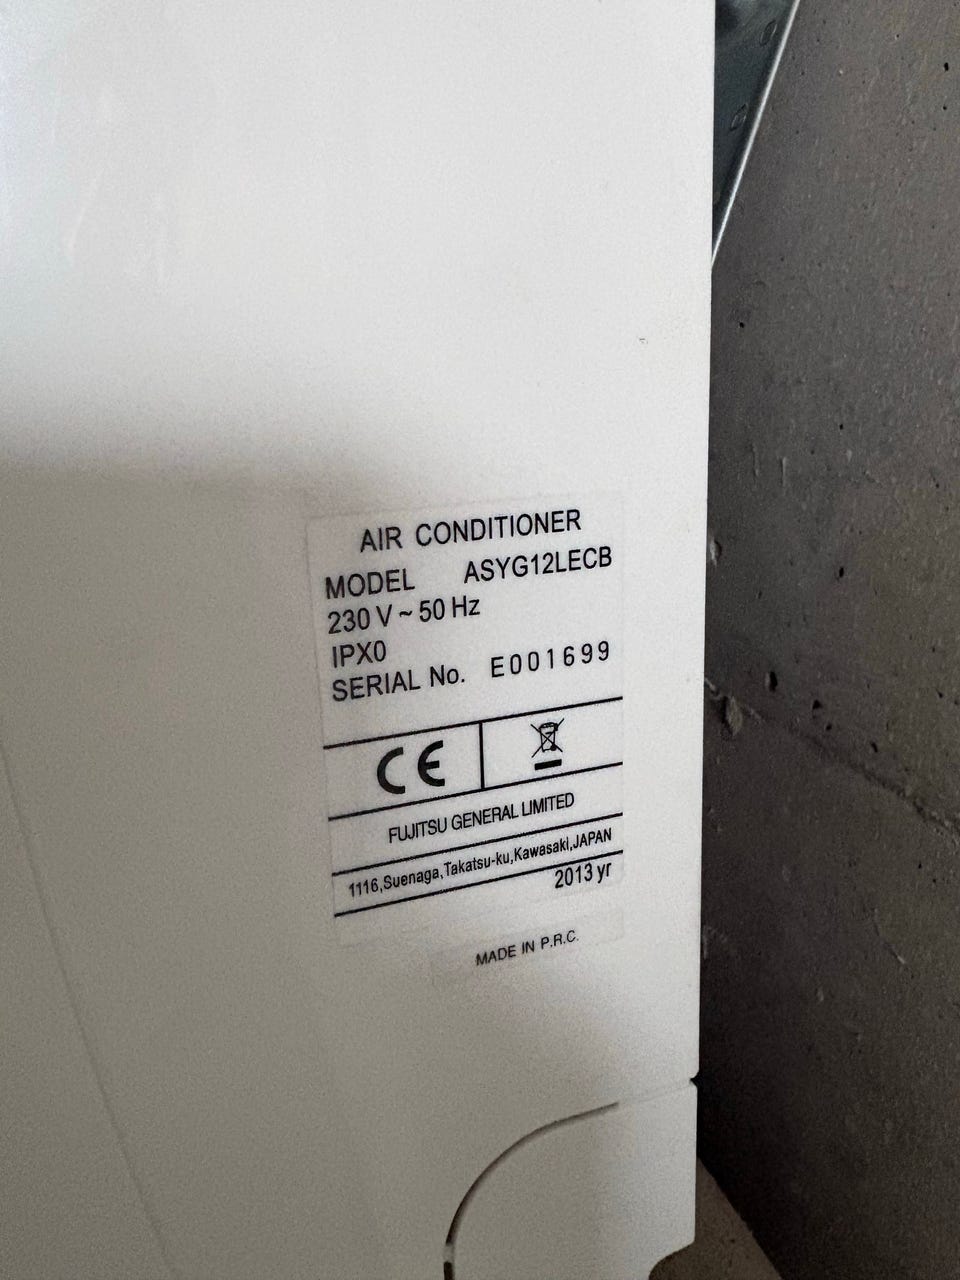 AIR CONDITIONER
MODEL ASYG12LECB
230 V ~ 50 Hz
IPX0
SERIAL No. E001699
CE
FUJITSU GENERAL LIMITED
1116,Suenaga,Takatsu-ku,Kawasaki,JAPAN
2013 yr
MADE IN P.R.C.